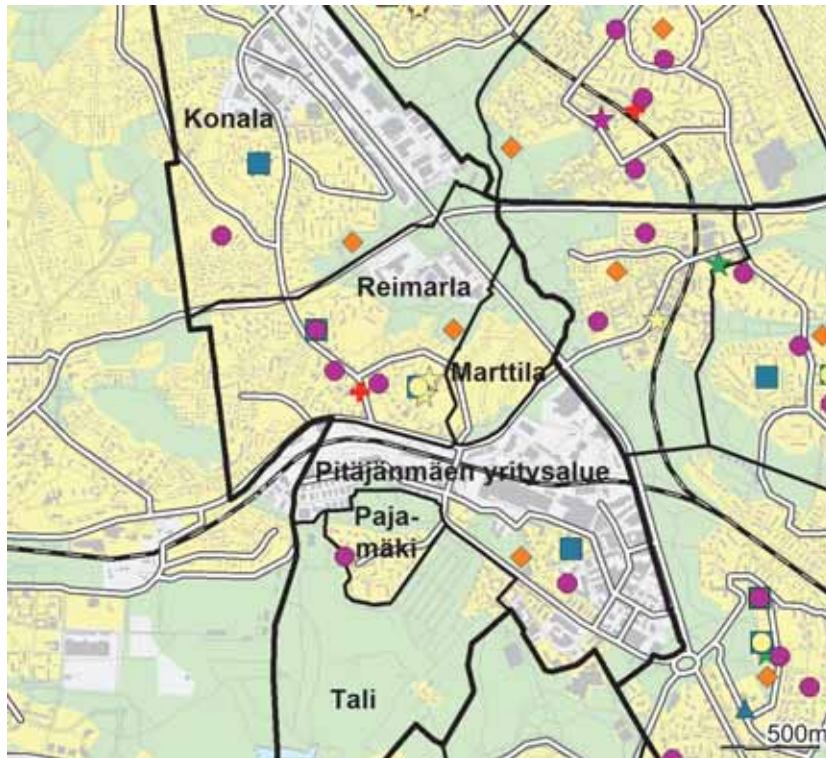 Konala
Reimarla
Marttila
Pitäjänmäen yritysalue
Paja-
mäki
Tali
500m